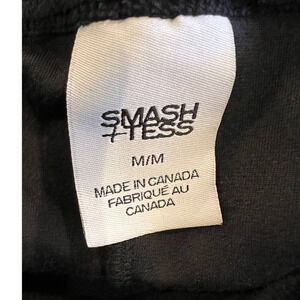 SMASH
+TESS
M/M
MADE IN CANADA
FABRIQUÉ AU
CANADA